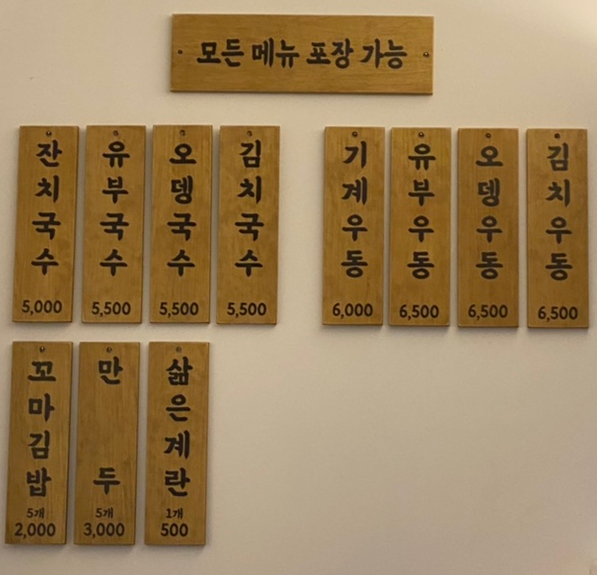 모든 메뉴 포장 가능
잔치국수
5,000
유부국수
5,500
오뎅국수
5,500
김치국수
5,500
기계우동
6,000
유부우동
6,500
오뎅우동
6,500
김치우동
6,500
꼬마김밥
5개
2,000
만두
5개
3,000
삶은계란
1개
500